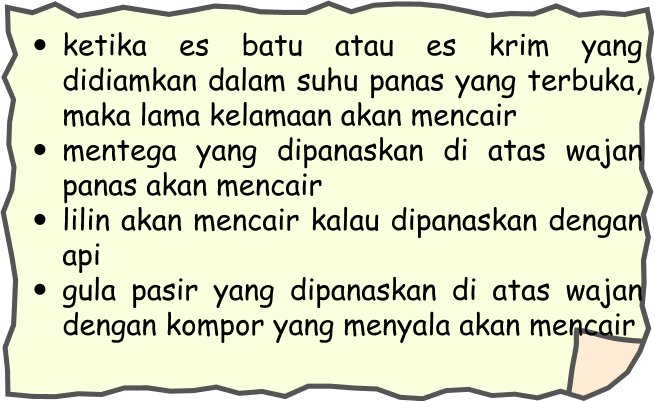 • ketika es batu atau es krim yang
didiamkan dalam suhu panas yang terbuka,
maka lama kelamaan akan mencair
• mentega yang dipanaskan di atas wajan
panas akan mencair
• lilin akan mencair kalau dipanaskan dengan
api
• gula pasir yang dipanaskan di atas wajan
dengan kompor yang menyala akan mencair